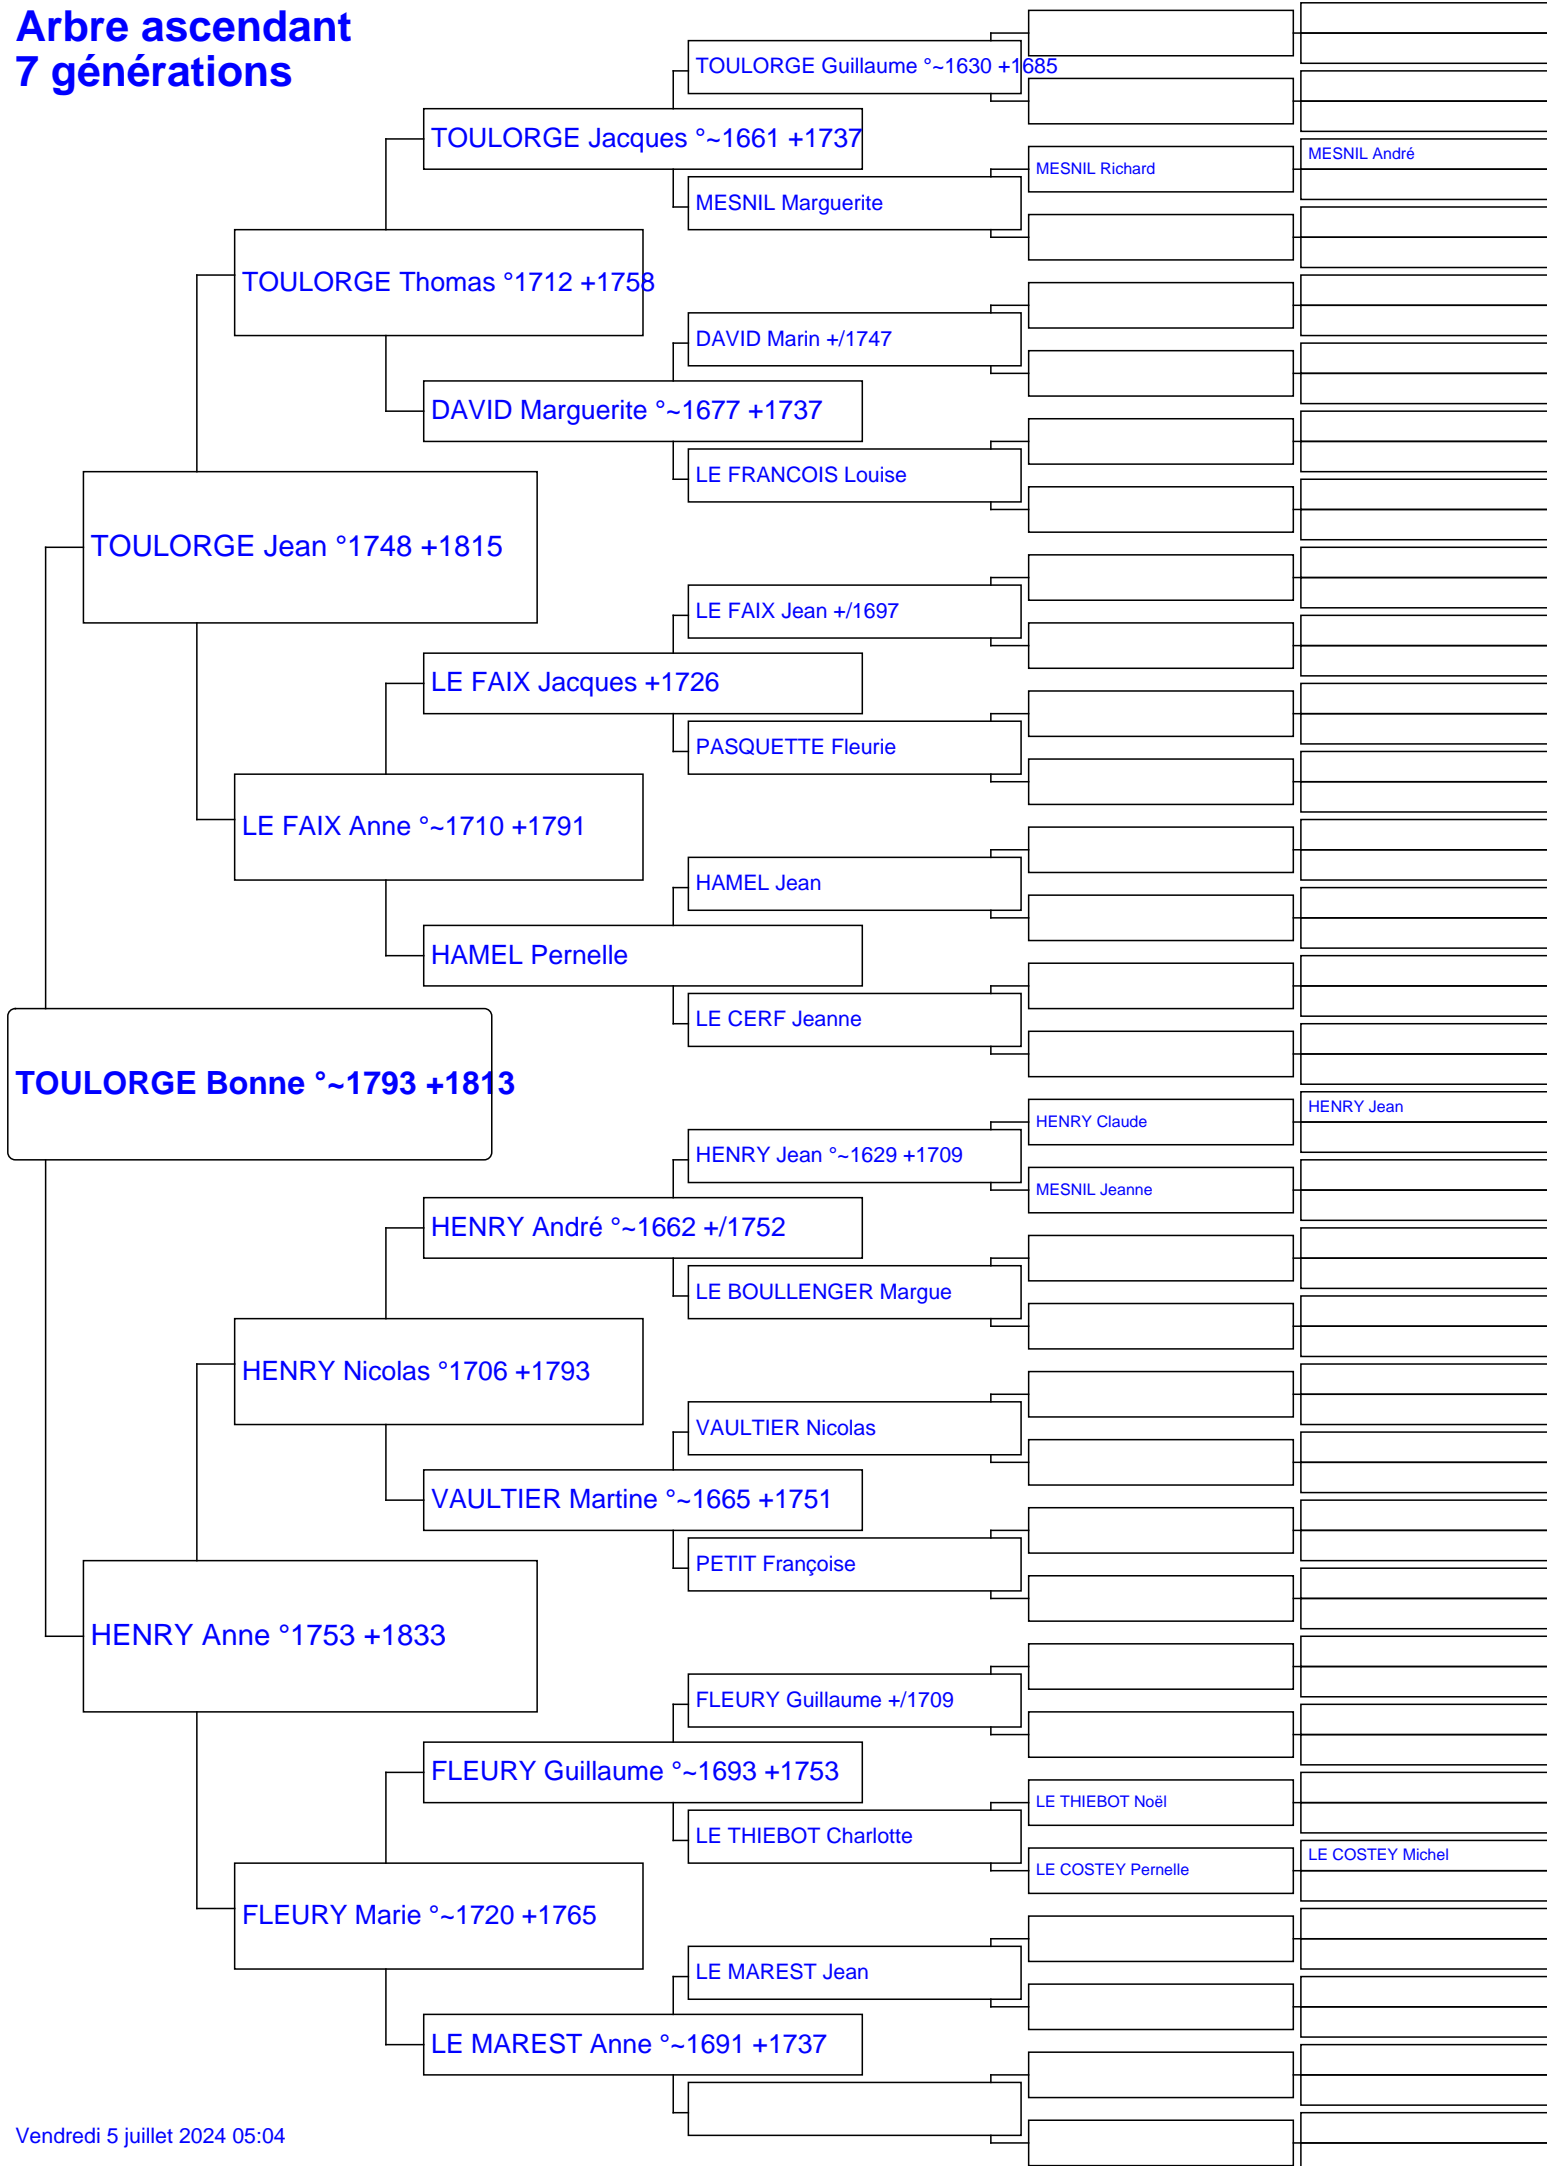 Arbre ascendant
7 générations
TOULORGE Guillaume °~1630 +1685
TOULORGE Jacques °~1661 +1737
MESNIL André
MESNIL Richard
MESNIL Marguerite
TOULORGE Thomas °1712 +1758
DAVID Marin +/1747
DAVID Marguerite °~1677 +1737
LE FRANCOIS Louise
TOULORGE Jean °1748 +1815
LE FAIX Jean +/1697
LE FAIX Jacques +1726
PASQUETTE Fleurie
LE FAIX Anne °~1710 +1791
HAMEL Jean
HAMEL Pernelle
LE CERF Jeanne
TOULORGE Bonne °~1793 +1813
HENRY Jean
HENRY Claude
HENRY Jean °~1629 +1709
MESNIL Jeanne
HENRY André °~1662 +/1752
LE BOULLENGER Margue
HENRY Nicolas °1706 +1793
VAULTIER Nicolas
VAULTIER Martine °~1665 +1751
PETIT Françoise
HENRY Anne °1753 +1833
FLEURY Guillaume +/1709
FLEURY Guillaume °~1693 +1753
LE THIEBOT Noël
LE THIEBOT Charlotte
LE COSTEY Michel
LE COSTEY Pernelle
FLEURY Marie °~1720 +1765
LE MAREST Jean
LE MAREST Anne °~1691 +1737
Vendredi 5 juillet 2024 05:04